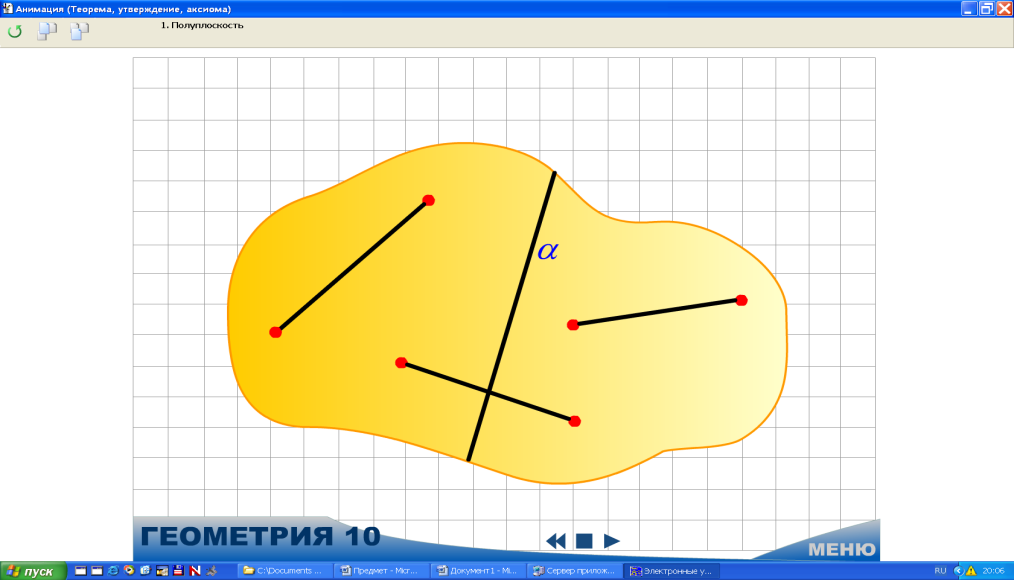 Анимация (Теорема, утверждение, аксиома)
1. Полуплоскость
α
ГЕОМЕТРИЯ 10
МЕНЮ
пуск
C:\Documents ...
Предмет - Micr...
Документ1 - Mi...
Сервер прилож...
Электронные у...
RU
20:06